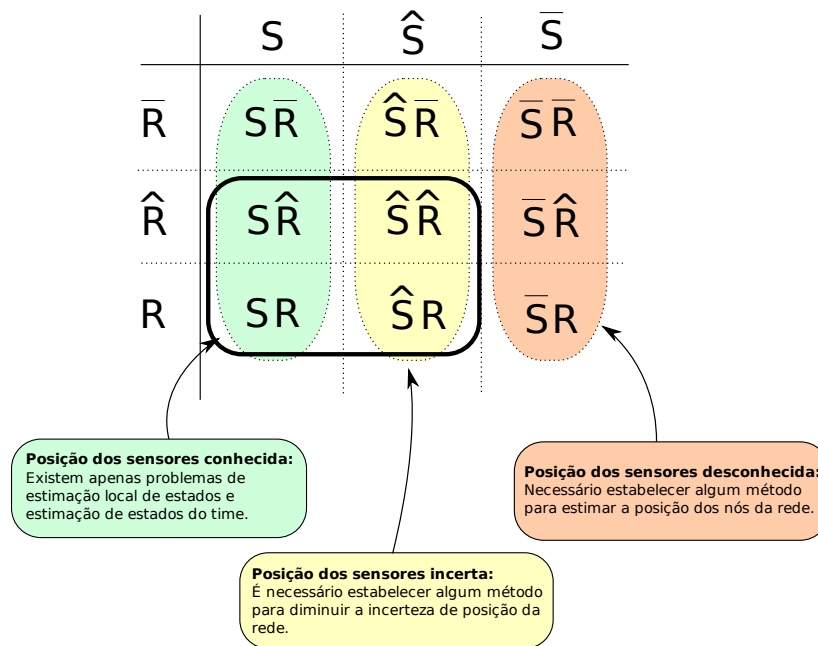 S Ŝ S̅
R̅ SR̅ ŜR̅ S̅ R̅
R̂ SR̂ ŜR̂ S̅R̂
R SR ŜR S̅R
Posição dos sensores conhecida:
Existem apenas problemas de
estimação local de estados e
estimação de estados do time.
Posição dos sensores desconhecida:
Necessário estabelecer algum método
para estimar a posição dos nós da rede.
Posição dos sensores incerta:
É necessário estabelecer algum método
para diminuir a incerteza de posição da
rede.